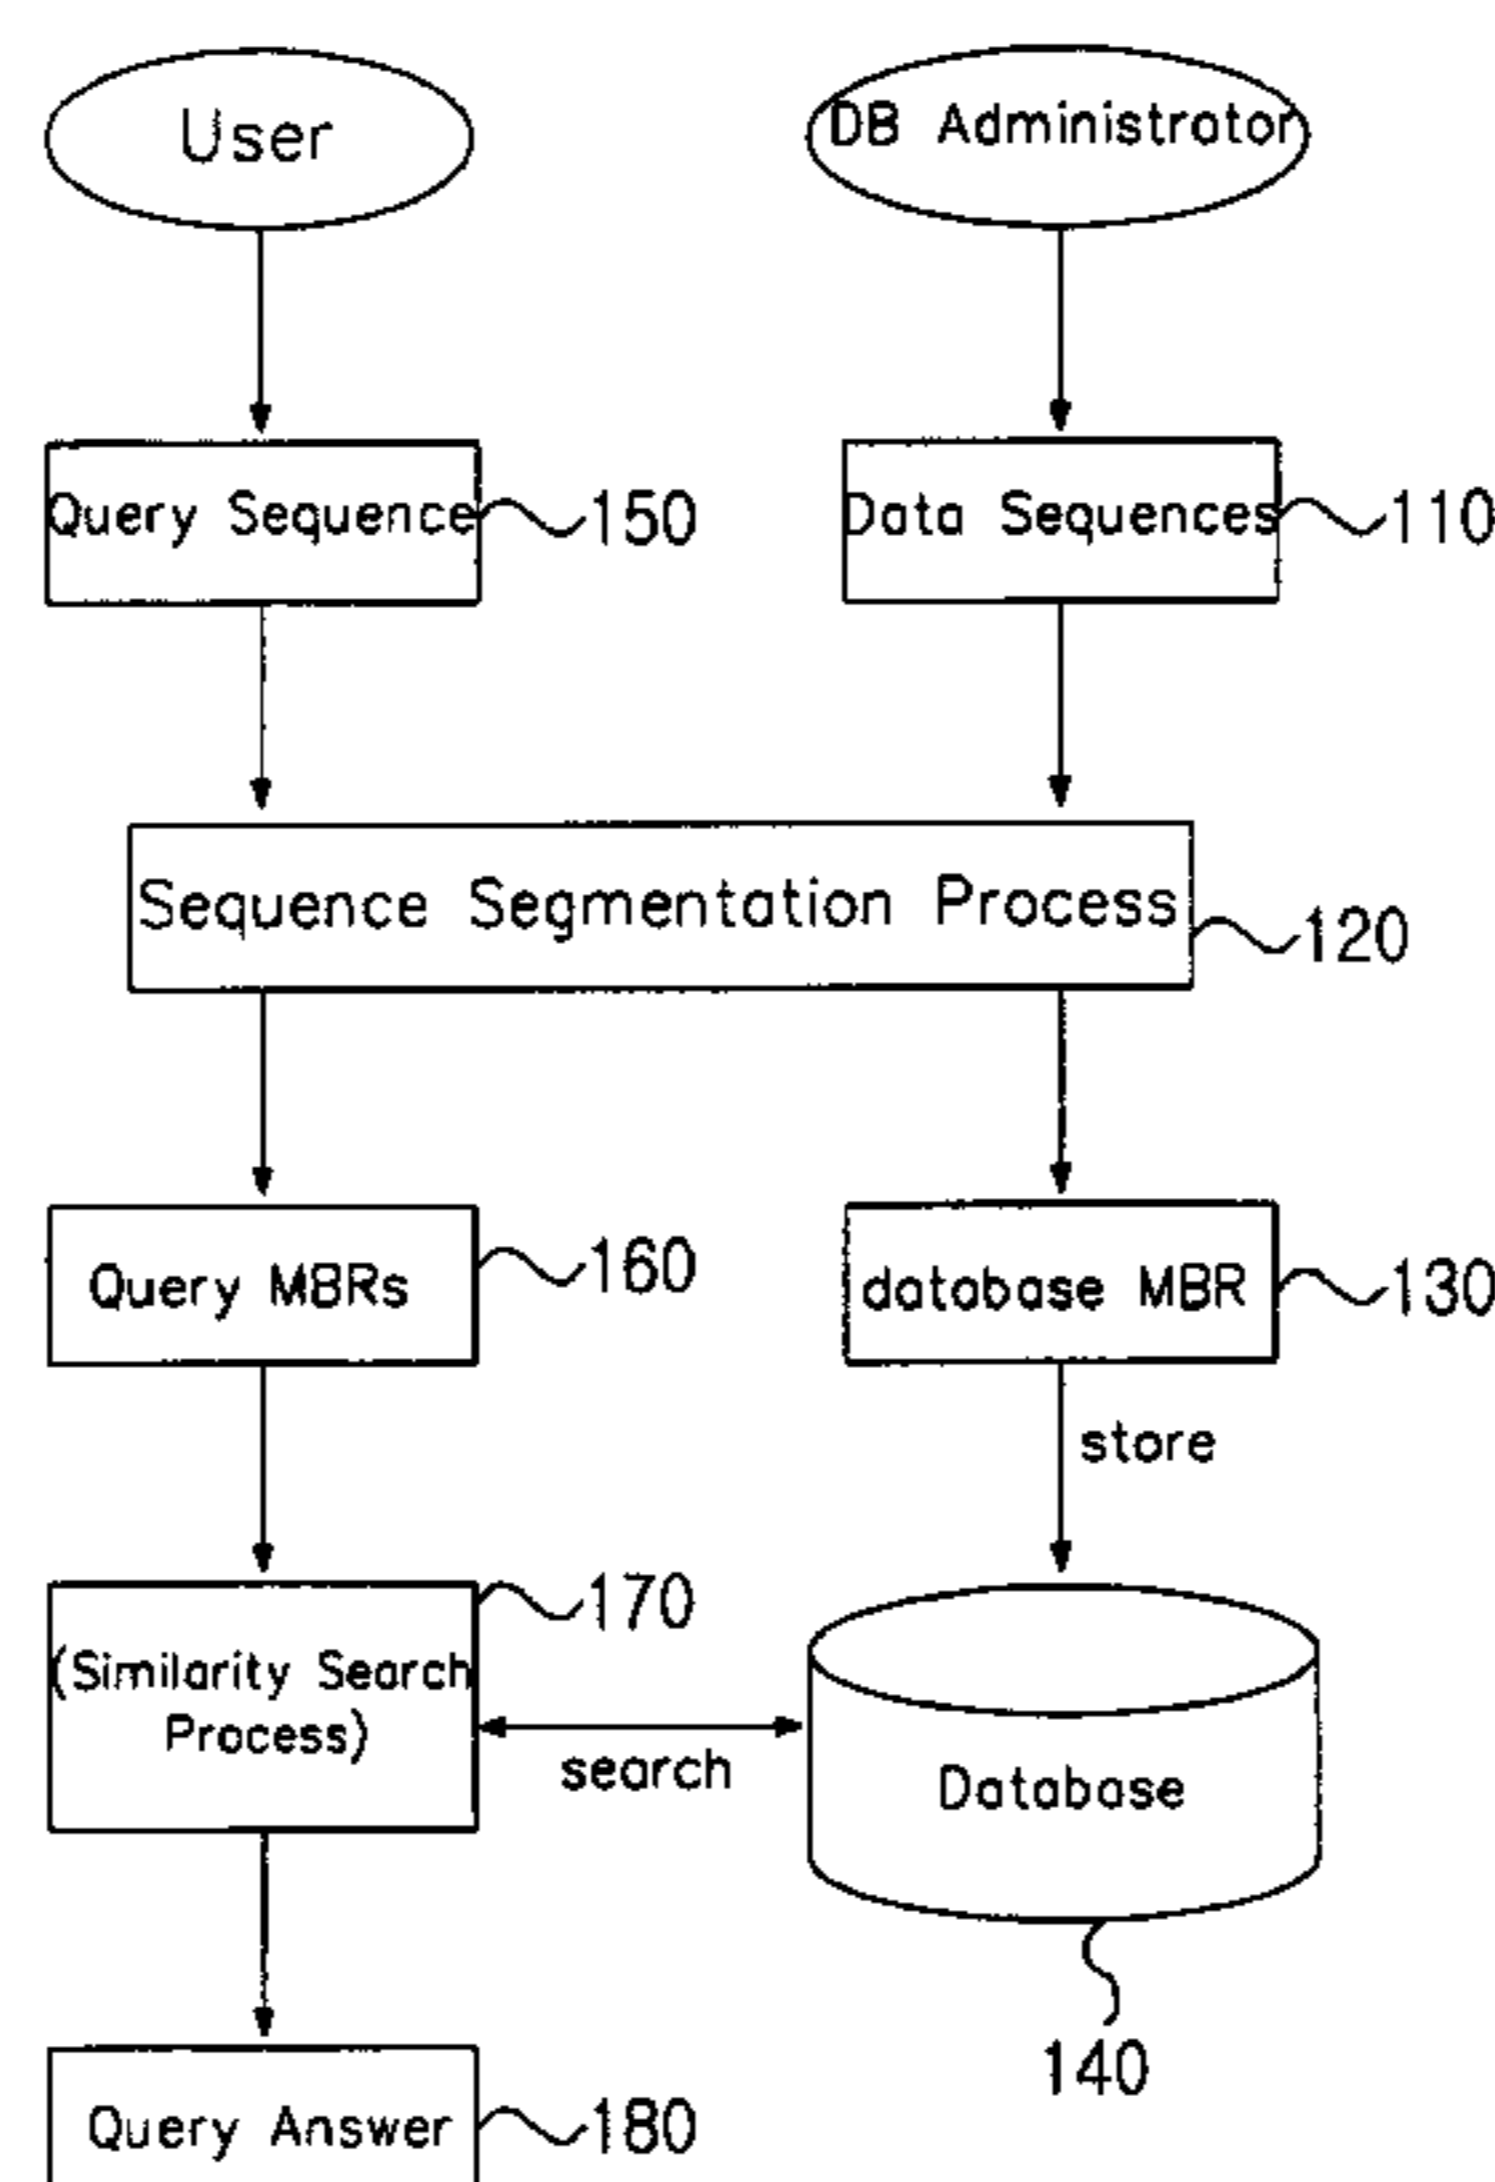 User
DB Administrator
Query Sequence
150
Data Sequences
110
Sequence Segmentation Process
120
Query MBRs
160
database MBR
130
store
170
(Similarity Search
Process)
search
Database
140
Query Answer
180